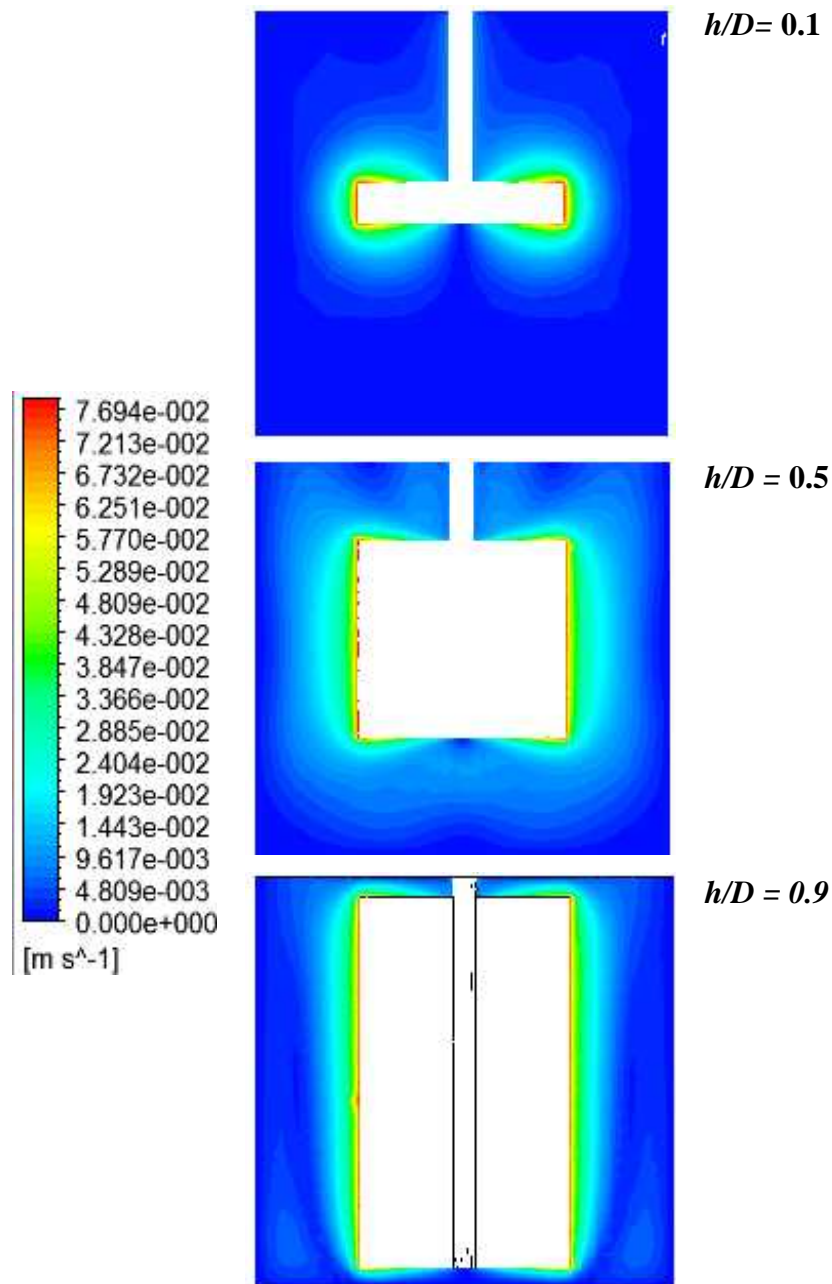 h/D= 0.1
7.694e-002
7.213e-002
6.732e-002
6.251e-002
5.770e-002
5.289e-002
4.809e-002
4.328e-002
3.847e-002
3.366e-002
2.885e-002
2.404e-002
1.923e-002
1.443e-002
9.617e-003
4.809e-003
0.000e+000
[m s^-1]
h/D = 0.5
h/D = 0.9